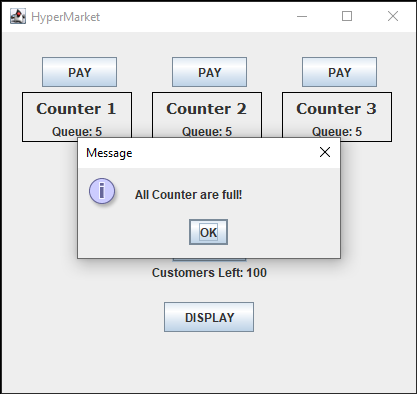 HyperMarket
PAY PAY PAY
Counter 1 Counter 2 Counter 3
Queue: 5 Queue: 5 Queue: 5
Message
All Counter are full!
OK
Customers Left: 100
DISPLAY